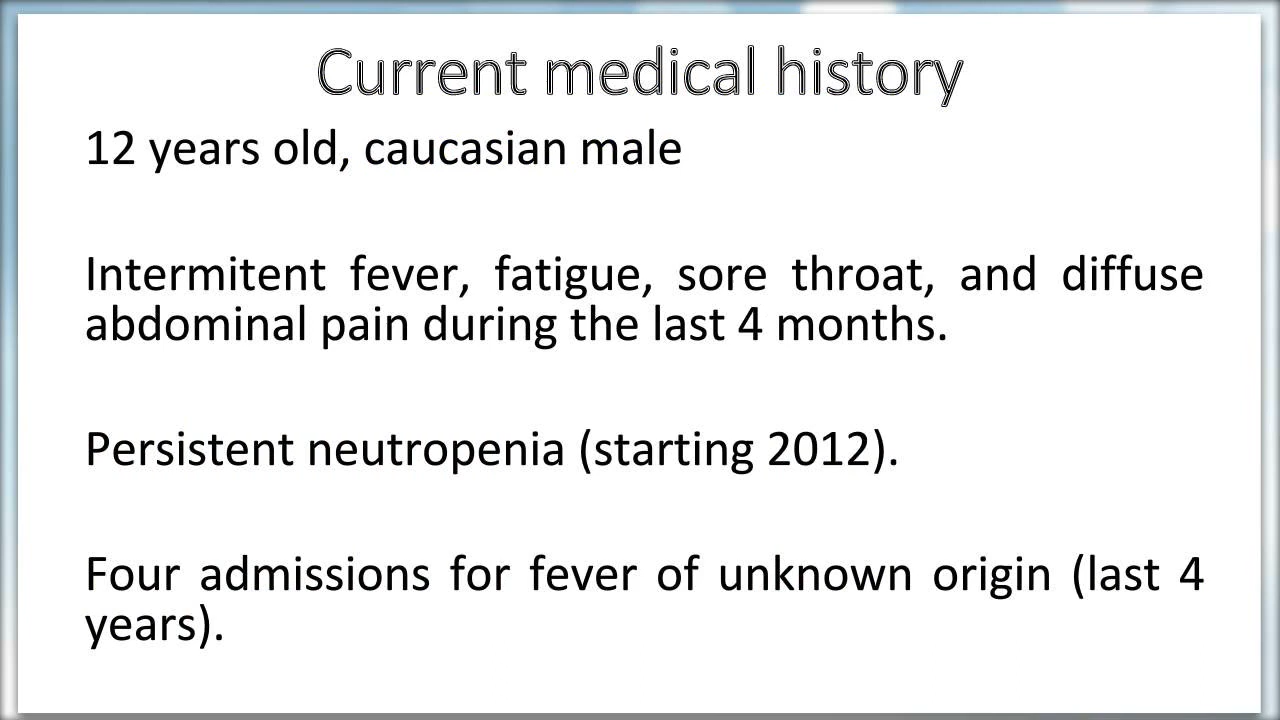 Current medical history
12 years old, caucasian male
Intermitent fever, fatigue, sore throat, and diffuse
abdominal pain during the last 4 months.
Persistent neutropenia (starting 2012).
Four admissions for fever of unknown origin (last 4
years).